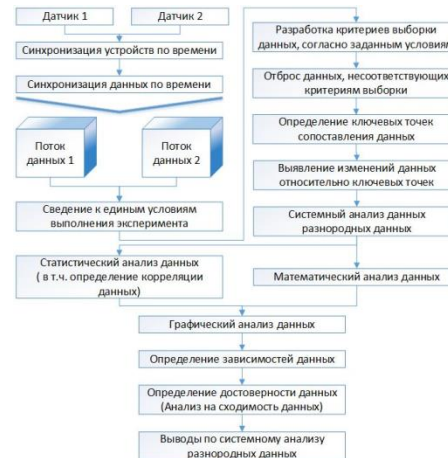 Датчик 1
Датчик 2
Синхронизация устройств по времени
Синхронизация данных по времени
Поток
данных 1
Поток
данных 2
Сведение к единым условиям
выполнения эксперимента
Разработка критериев выборки
данных, согласно заданным условиям
Отброс данных, несоответствующих
критериям выборки
Определение ключевых точек
сопоставления данных
Выявление изменений данных
относительно ключевых точек
Системный анализ данных
разнородных данных
Статистический анализ данных
( в т.ч. определение корреляции
данных)
Математический анализ данных
Графический анализ данных
Определение зависимостей данных
Определение достоверности данных
(Анализ на сходимость данных)
Выводы по системному анализу
разнородных данных